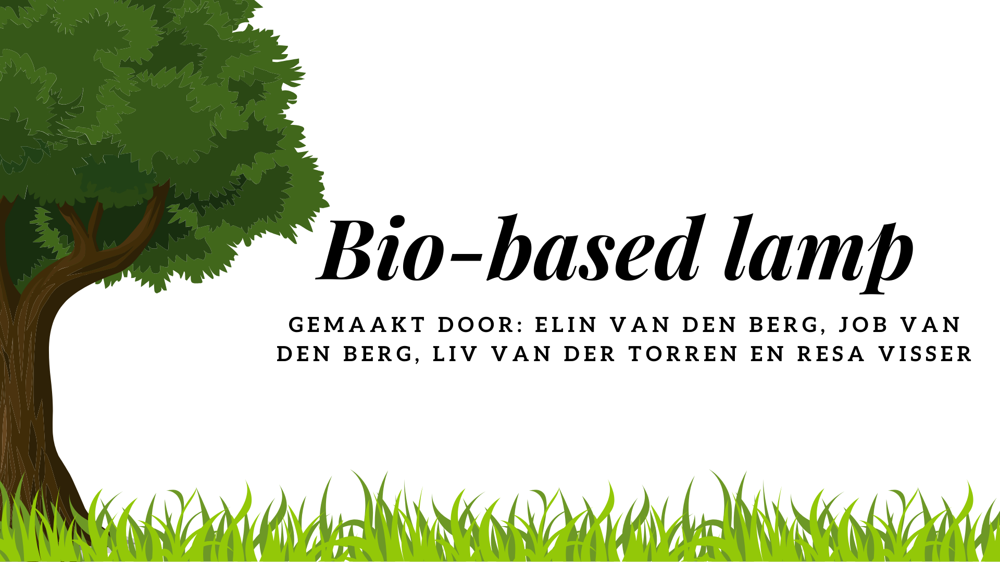 Bio-based lamp
GEMAAKT DOOR: ELIN VAN DEN BERG, JOB VAN
DEN BERG, LIV VAN DER TORREN EN RESA VISSER